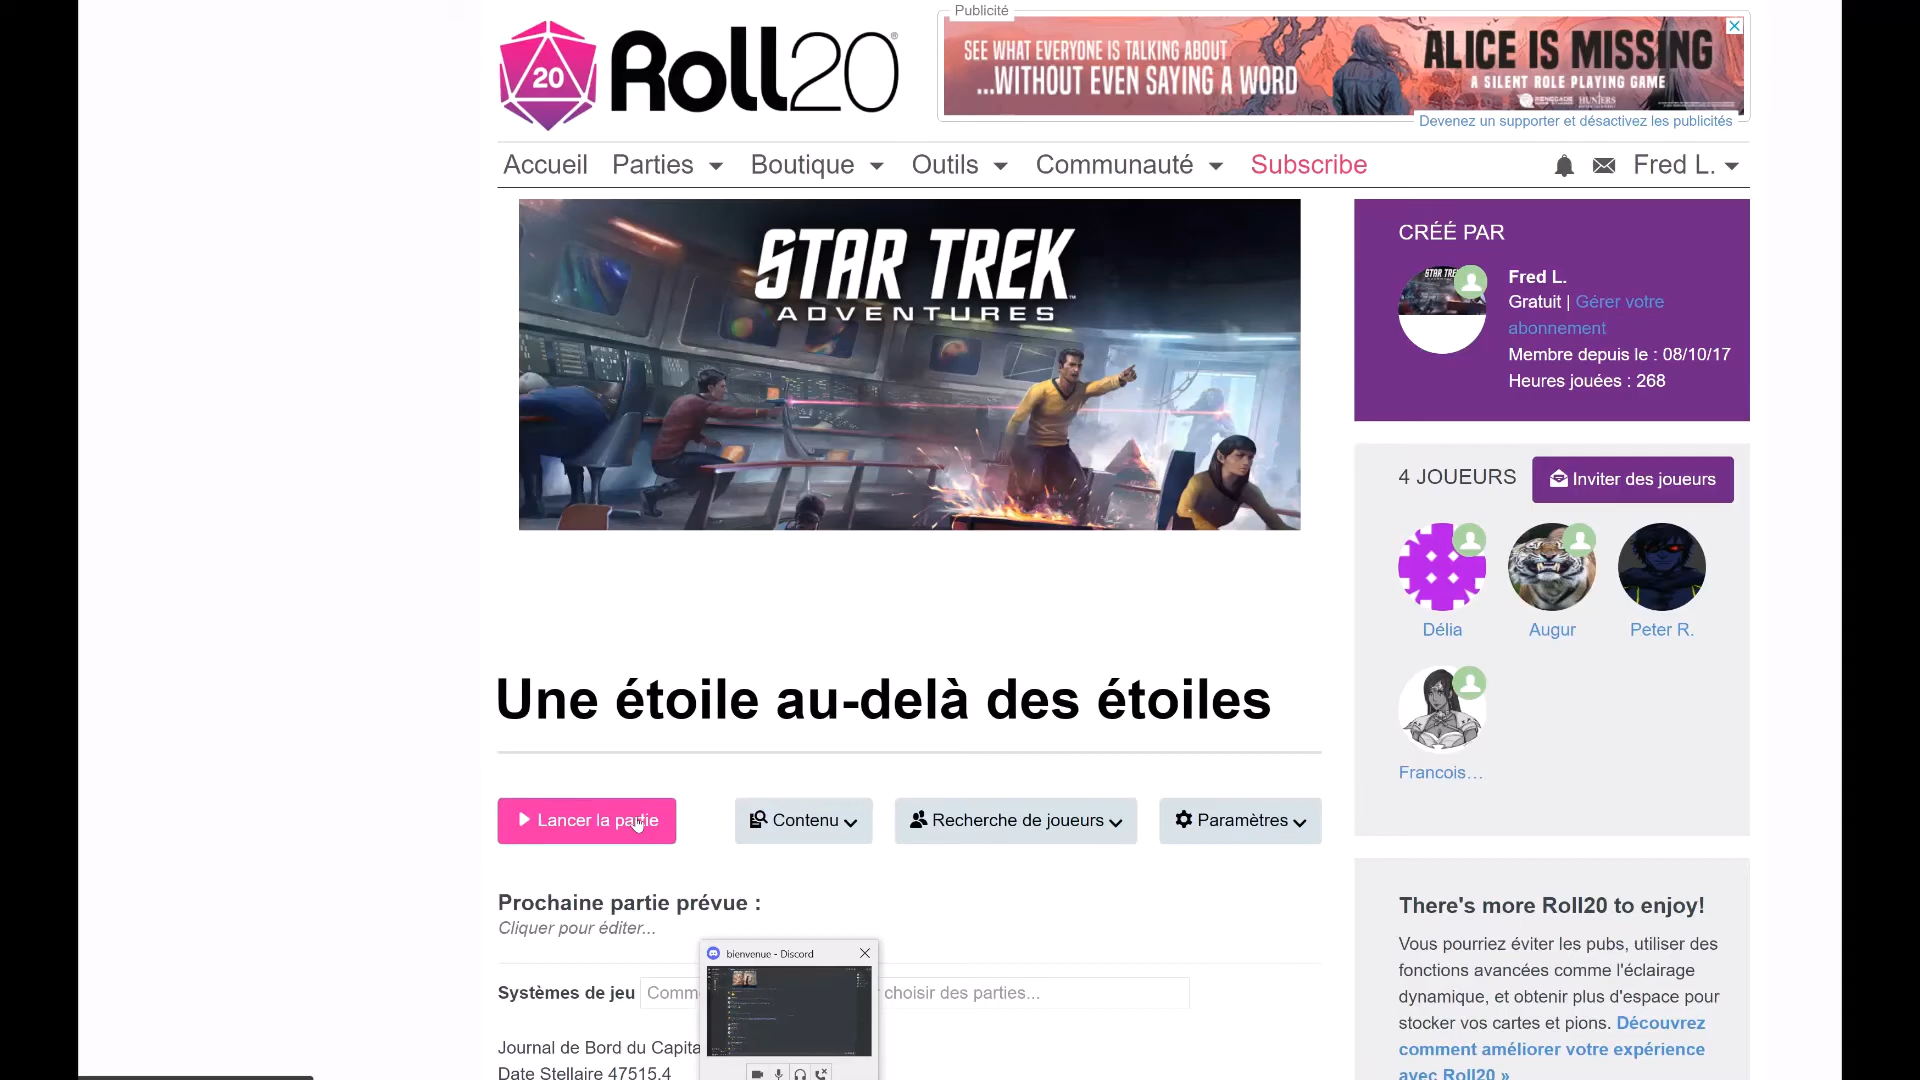 Publicité
20 Roll20®
SEE WHAT EVERYONE IS TALKING ABOUT
...WITHOUT EVEN SAYING A WORD
ALICE IS MISSING
A SILENT ROLE PLAYING GAME
Devenez un supporter et désactivez les publicités
Accueil Parties Boutique Outils Communauté Subscribe Fred L.
STAR TREK
ADVENTURES
CRÉÉ PAR
STAR TREK
Fred L.
Gratuit | Gérer votre
abonnement
Membre depuis le : 08/10/17
Heures jouées : 268
4 JOUEURS Inviter des joueurs
Délia Augur Peter R.
Francois…
Une étoile au-delà des étoiles
Lancer la partie Contenu Recherche de joueurs Paramètres
Prochaine partie prévue :
Cliquer pour éditer...
bienvenue - Discord
Systèmes de jeu Comm choisir des parties...
Journal de Bord du Capita
Date Stellaire 47515.4
There's more Roll20 to enjoy!
Vous pourriez éviter les pubs, utiliser des
fonctions avancées comme l'éclairage
dynamique, et obtenir plus d'espace pour
stocker vos cartes et pions. Découvrez
comment améliorer votre expérience
avec Roll20 »